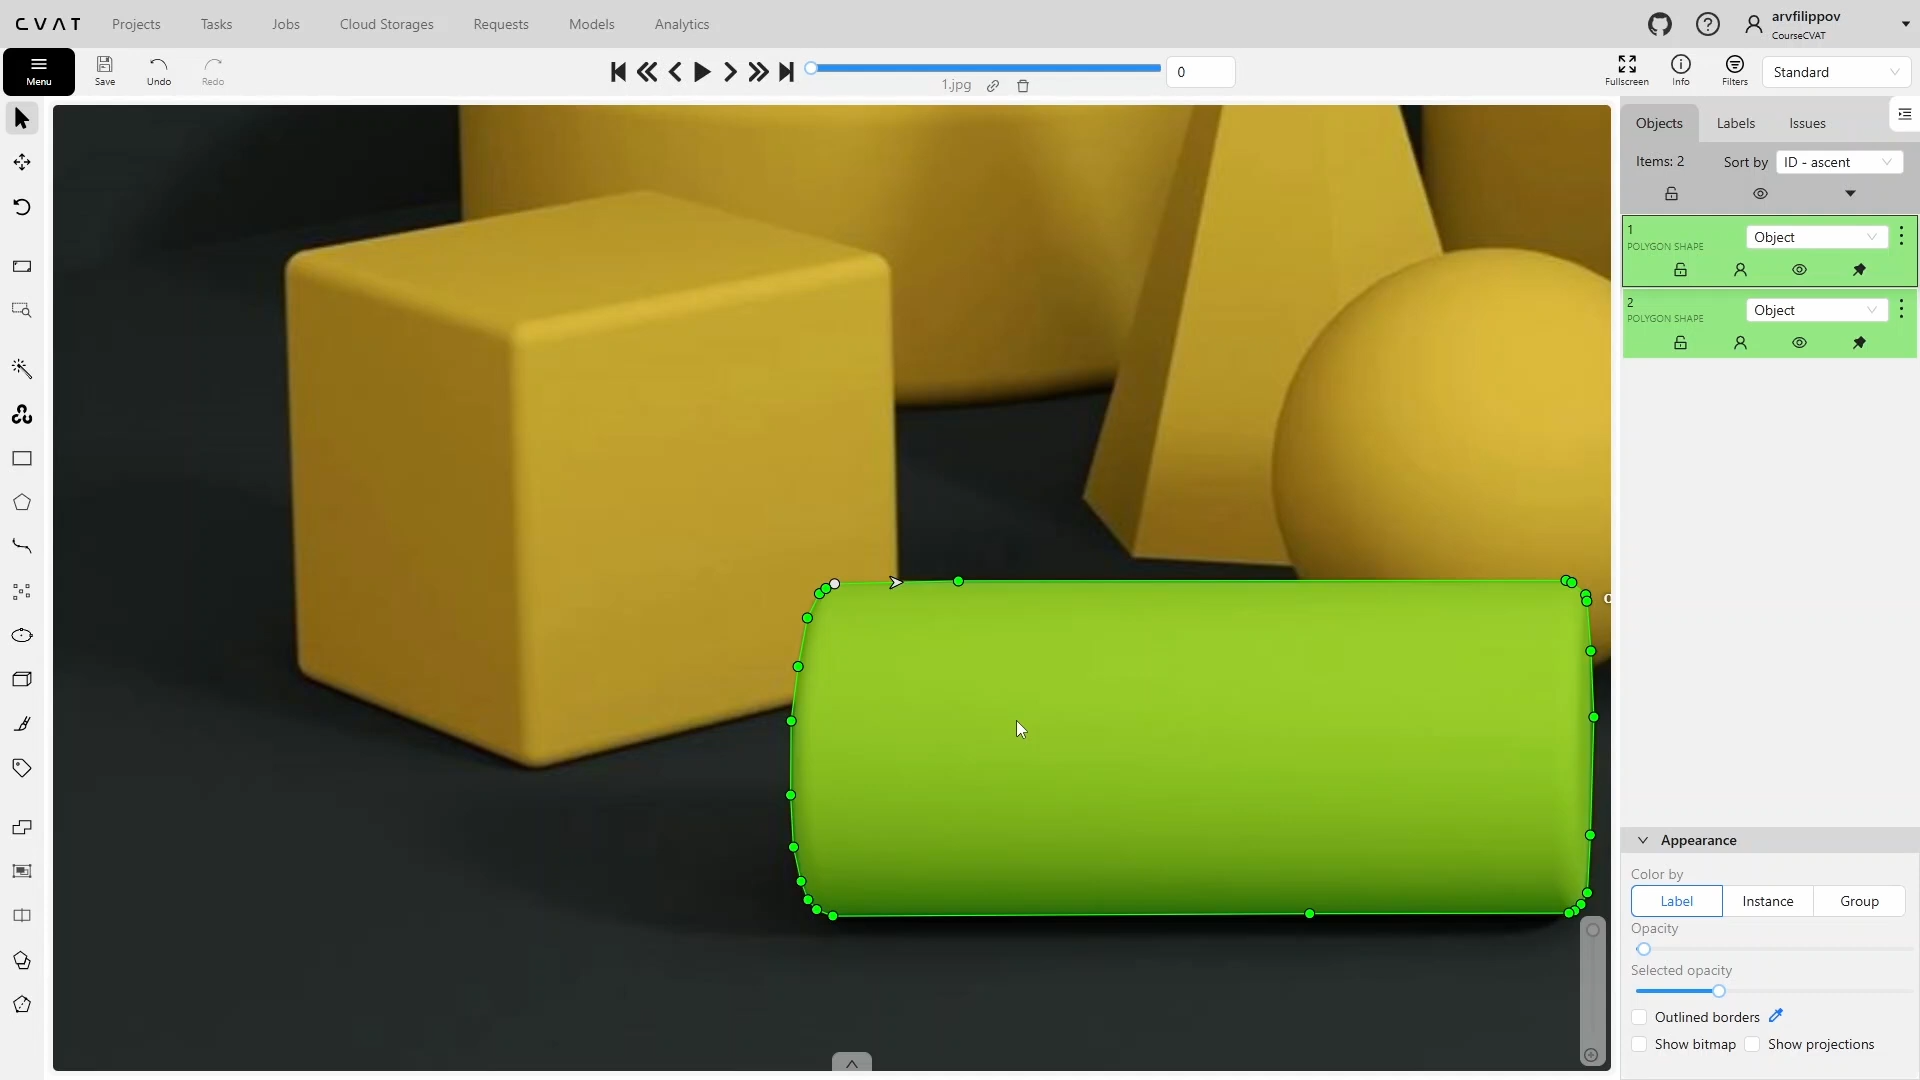 CVAT Projects Tasks Jobs Cloud Storages Requests Models Analytics arvfilippov
CourseCVAT
Menu Save Undo Redo 1.jpg 0 Fullscreen Info Filters Standard
Objects Labels Issues
Items: 2 Sort by ID - ascent
1 Object
POLYGON SHAPE
2 Object
POLYGON SHAPE
Appearance
Color by
Label Instance Group
Opacity
Selected opacity
Outlined borders
Show bitmap Show projections